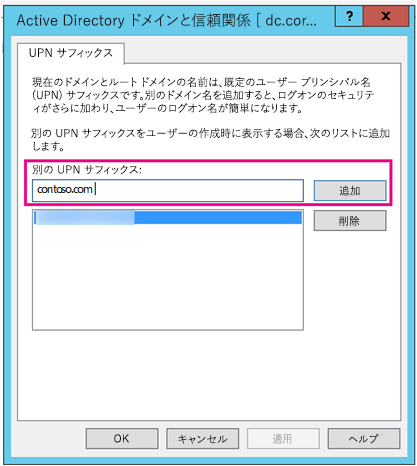 Active Directory ドメインと信頼関係 [ dc.cor...
? x
UPN サフィックス
現在のドメインとルート ドメインの名前は、既定のユーザー プリンシパル名
(UPN) サフィックスです。別のドメイン名を追加すると、ログオンのセキュリ
ティがさらに加わり、ユーザーのログオン名が簡単になります。
別の UPN サフィックスをユーザーの作成時に表示する場合、次のリストに追加
します。
別の UPN サフィックス:
contoso.com
追加
削除
OK キャンセル 適用 ヘルプ